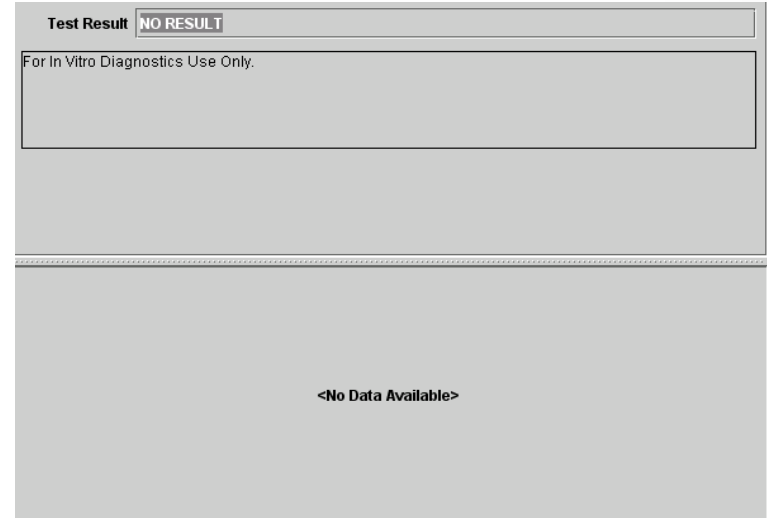 Test Result NO RESULT
For In Vitro Diagnostics Use Only.
<No Data Available>